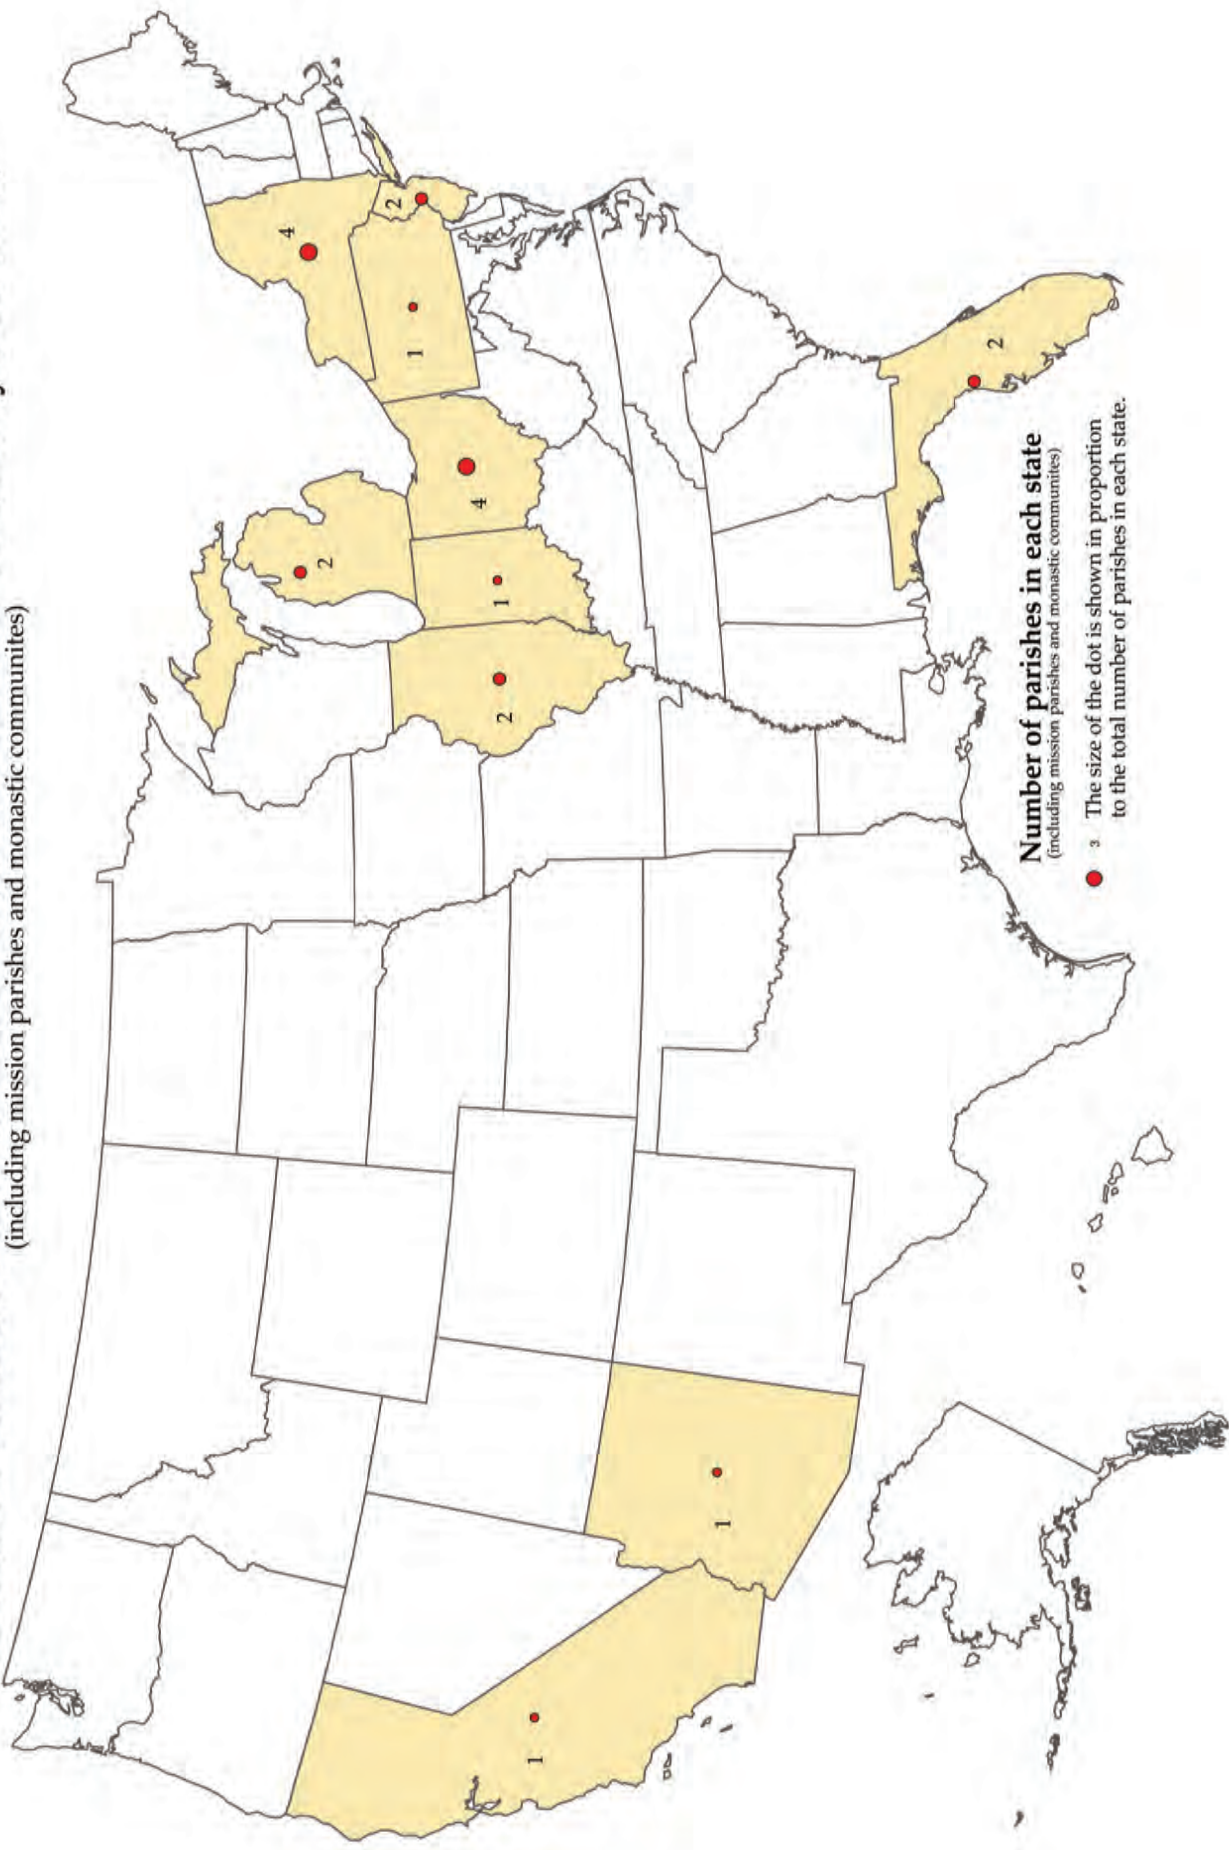 (including mission parishes and monastic communites)
4
2
1
2
4
1
2
2
1
1
Number of parishes in each state
(including mission parishes and monastic communites)
3 The size of the dot is shown in proportion
to the total number of parishes in each state.